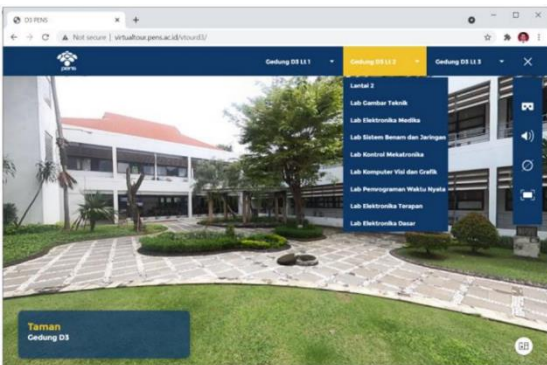 D3 PENS
Not secure | virtualtour.pens.ac.id/vtourd3/
pens
Gedung D3 Lt 1
Gedung D3 Lt 2
Gedung D3 Lt 3
Lantai 2
Lab Gambar Teknik
Lab Elektronika Medika
Lab Sistem Benam dan Jaringan
Lab Kontrol Mekatronika
Lab Komputer Visi dan Grafik
Lab Pemrograman Waktu Nyata
Lab Elektronika Terapan
Lab Elektronika Dasar
Taman
Gedung D3